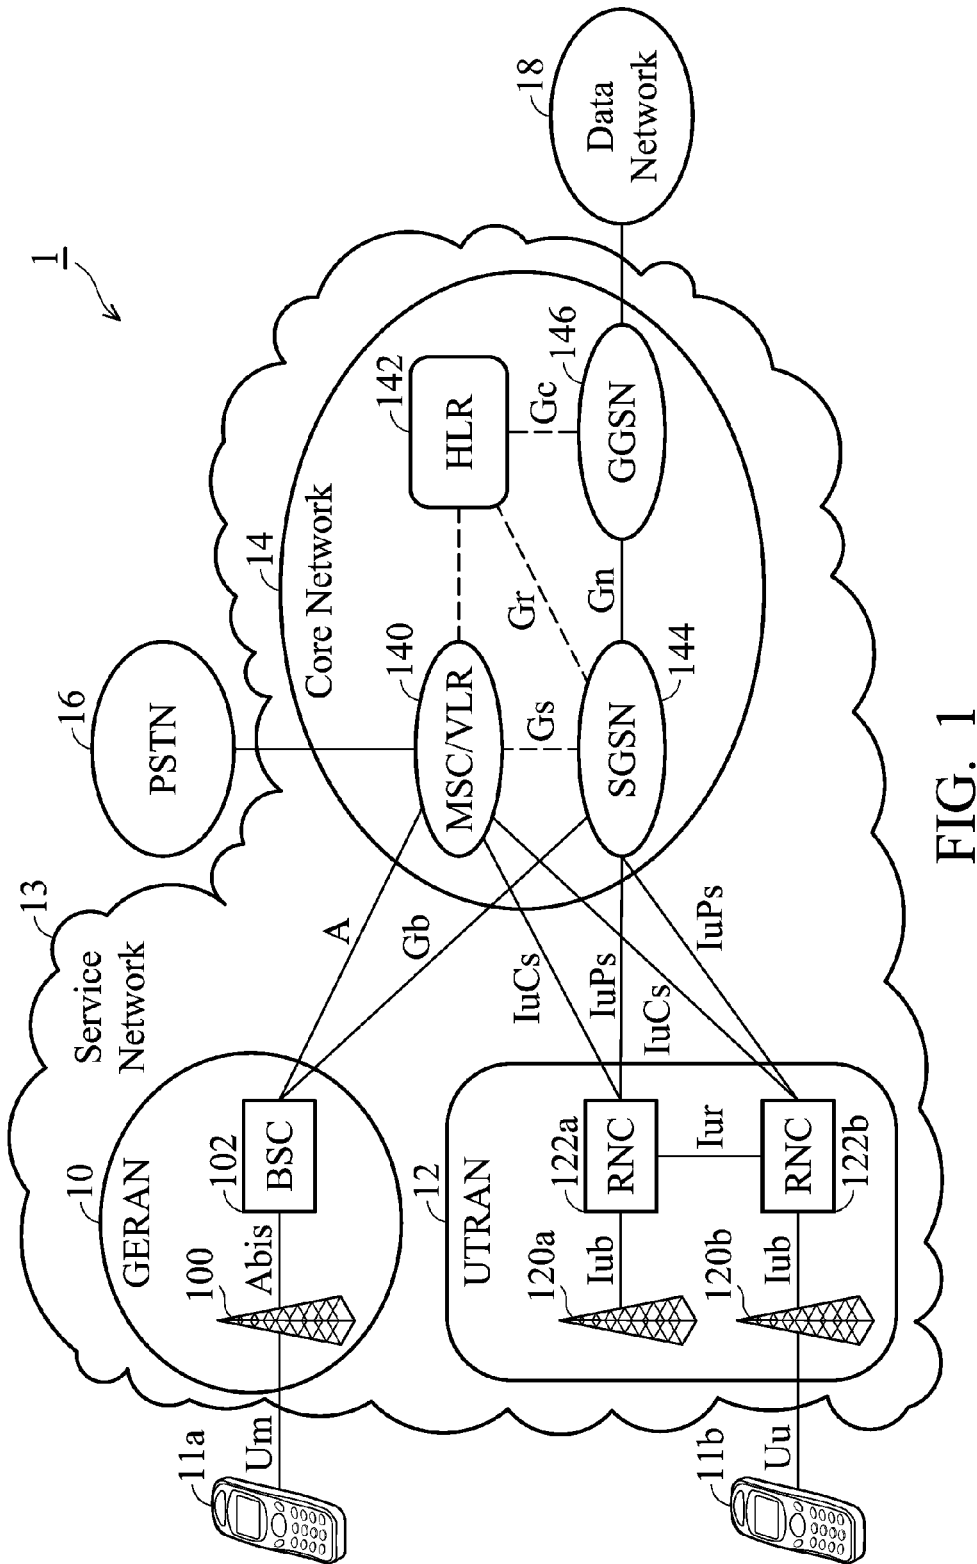 1
Service
Network
13
10
GERAN
100
Abis
102
BSC
11a
Um
A
Gb
16
PSTN
14
Core Network
140
MSC/VLR
142
HLR
Gs
Gr
Gc
144
SGSN
Gn
146
GGSN
18
Data
Network
12
UTRAN
120a
Iub
122a
RNC
Iur
120b
Iub
122b
RNC
11b
Uu
IuCs
IuPs
IuCs
IuPs
FIG. 1